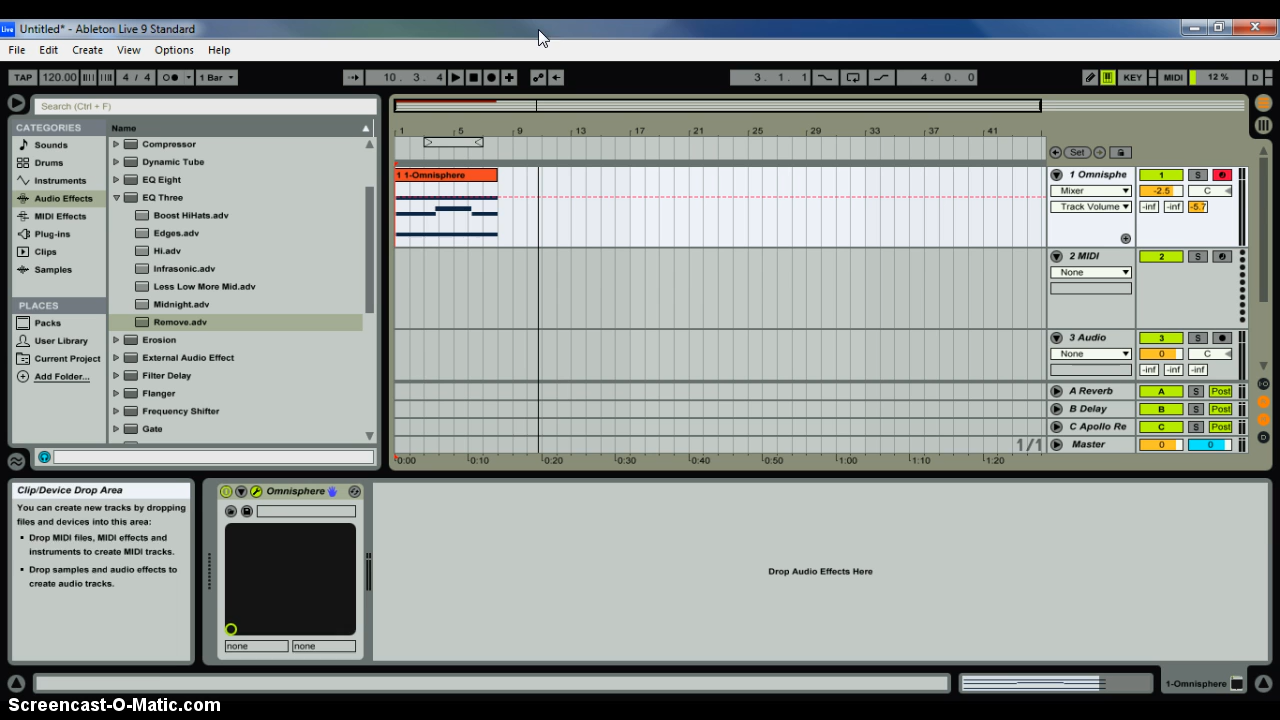 Live Untitled* - Ableton Live 9 Standard
File Edit Create View Options Help
TAP 120.00 4 / 4 1 Bar 10. 3. 4 3. 1. 1 4. 0. 0 KEY MIDI 12 % D
Search (Ctrl + F)
CATEGORIES
Sounds
Drums
Instruments
Audio Effects
MIDI Effects
Plug-ins
Clips
Samples
PLACES
Packs
User Library
Current Project
Add Folder...
Name
Compressor
Dynamic Tube
EQ Eight
EQ Three
Boost HiHats.adv
Edges.adv
Hi.adv
Infrasonic.adv
Less Low More Mid.adv
Midnight.adv
Remove.adv
Erosion
External Audio Effect
Filter Delay
Flanger
Frequency Shifter
Gate
1 5 9 13 17 21 25 29 33 37 41
Set
1 1-Omnisphere
1 Omnisphe 1 S
Mixer -2.5 C
Track Volume -inf -inf -5.7
2 MIDI 2 S
None
3 Audio 3 S
None 0 C
-inf -inf -inf
A Reverb A S Post
B Delay B S Post
C Apollo Re C S Post
1/1 Master 0 0
0:00 0:10 0:20 0:30 0:40 0:50 1:00 1:10 1:20
Clip/Device Drop Area
You can create new tracks by dropping
files and devices into this area:
▪ Drop MIDI files, MIDI effects and
instruments to create MIDI tracks.
▪ Drop samples and audio effects to
create audio tracks.
Omnisphere
none none
Drop Audio Effects Here
1-Omnisphere
Screencast-O-Matic.com